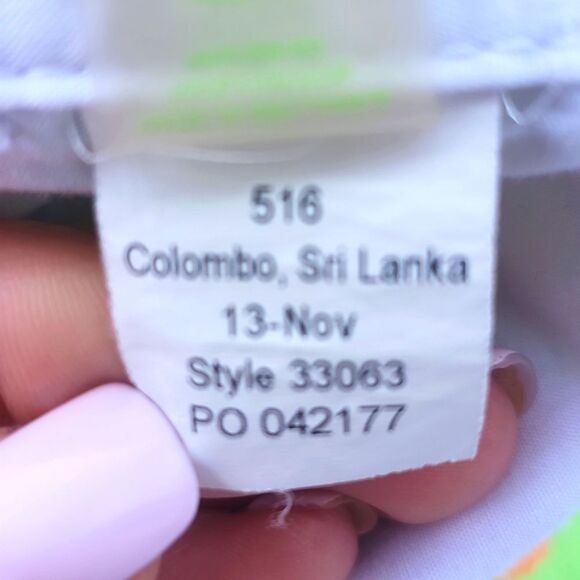 516
Colombo, Sri Lanka
13-Nov
Style 33063
PO 042177